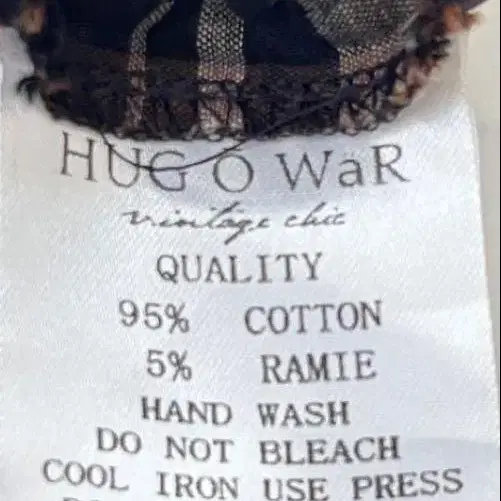 HUG O WaR
vintage chic
QUALITY
95% COTTON
5% RAMIE
HAND WASH
DO NOT BLEACH
COOL IRON USE PRESS